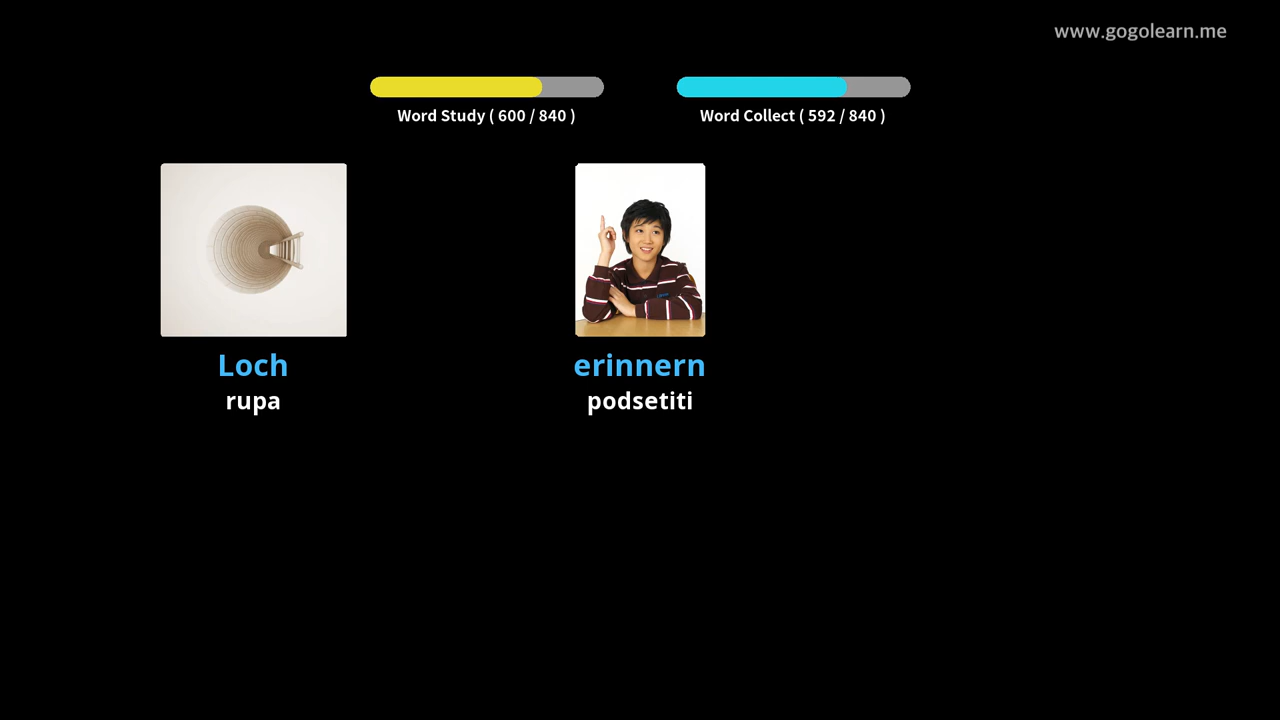 www.gogolearn.me
Word Study ( 600 / 840 )
Word Collect ( 592 / 840 )
Loch
rupa
erinnern
podsetiti